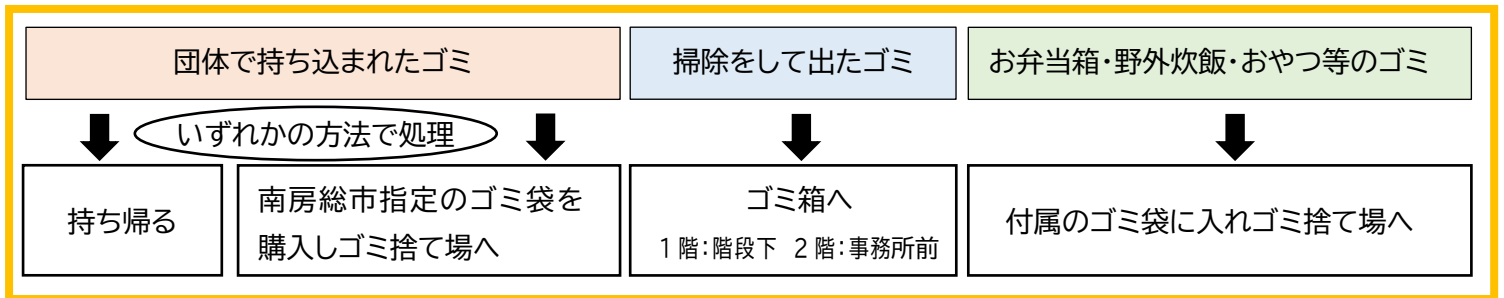 団体で持ち込まれたゴミ
掃除をして出たゴミ
お弁当箱・野外炊飯・おやつ等のゴミ
いずれかの方法で処理
持ち帰る
南房総市指定のゴミ袋を
購入しゴミ捨て場へ
ゴミ箱へ
1階：階段下 2階：事務所前
付属のゴミ袋に入れゴミ捨て場へ